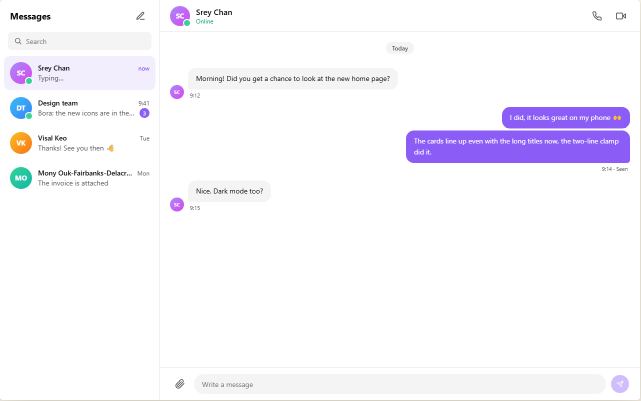 Messages
Search
SC
Srey Chan
now
Typing...
DT
Design team
9:41
Bora: the new icons are in the...
3
VK
Visal Keo
Tue
Thanks! See you then 👋
MO
Mony Ouk-Fairbanks-Delacr...
Mon
The invoice is attached
SC
Srey Chan
Online
Today
Morning! Did you get a chance to look at the new home page?
SC
9:12
I did, it looks great on my phone 🙌
The cards line up even with the long titles now, the two-line clamp
did it.
9:14 · Seen
Nice. Dark mode too?
SC
9:15
Write a message